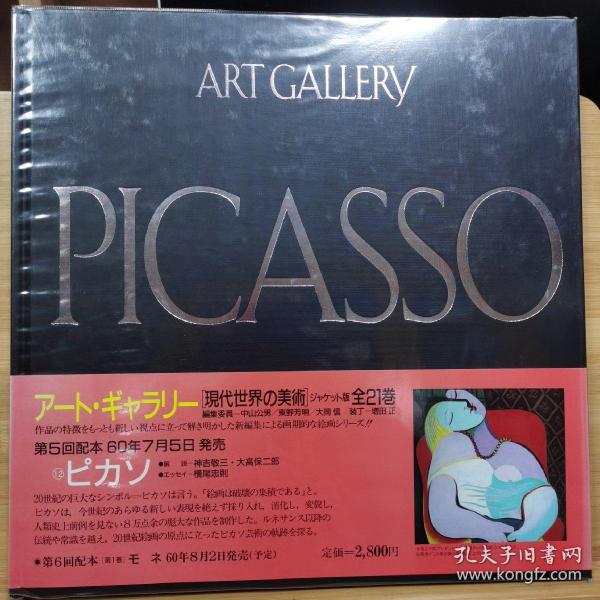 ART GALLERY
PICASSO
アート・ギャラリー[現代世界の美術]ジャケット版 全21巻
編集委員―中山公男/東野芳明/大岡信 装丁―増田正
作品の特徴をもっとも新しい視点に立って解き明かした新編集による画期的な絵画シリーズ!!
第5回配本 60年7月5日 発売
⑫ピカソ
●解説―神吉敬三・大高保二郎
●エッセイ―横尾忠則
20世紀の巨大なシンボル―ピカソは言う。「絵画は破壊の集積である」と。
ピカソは、今世紀のあらゆる新しい表現を絶えず採り入れ、消化し、変貌し、
人類史上前例を見ない8万点余の厖大な作品を制作した。ルネサンス以降の
伝統や常識を越え、20世紀絵画の原点に立ったピカソ芸術の軌跡を探る。
●第6回配本[第1巻]モネ 60年8月2日発売(予定)
定価=2,800円
孔夫子旧书网
www.kongfz.com